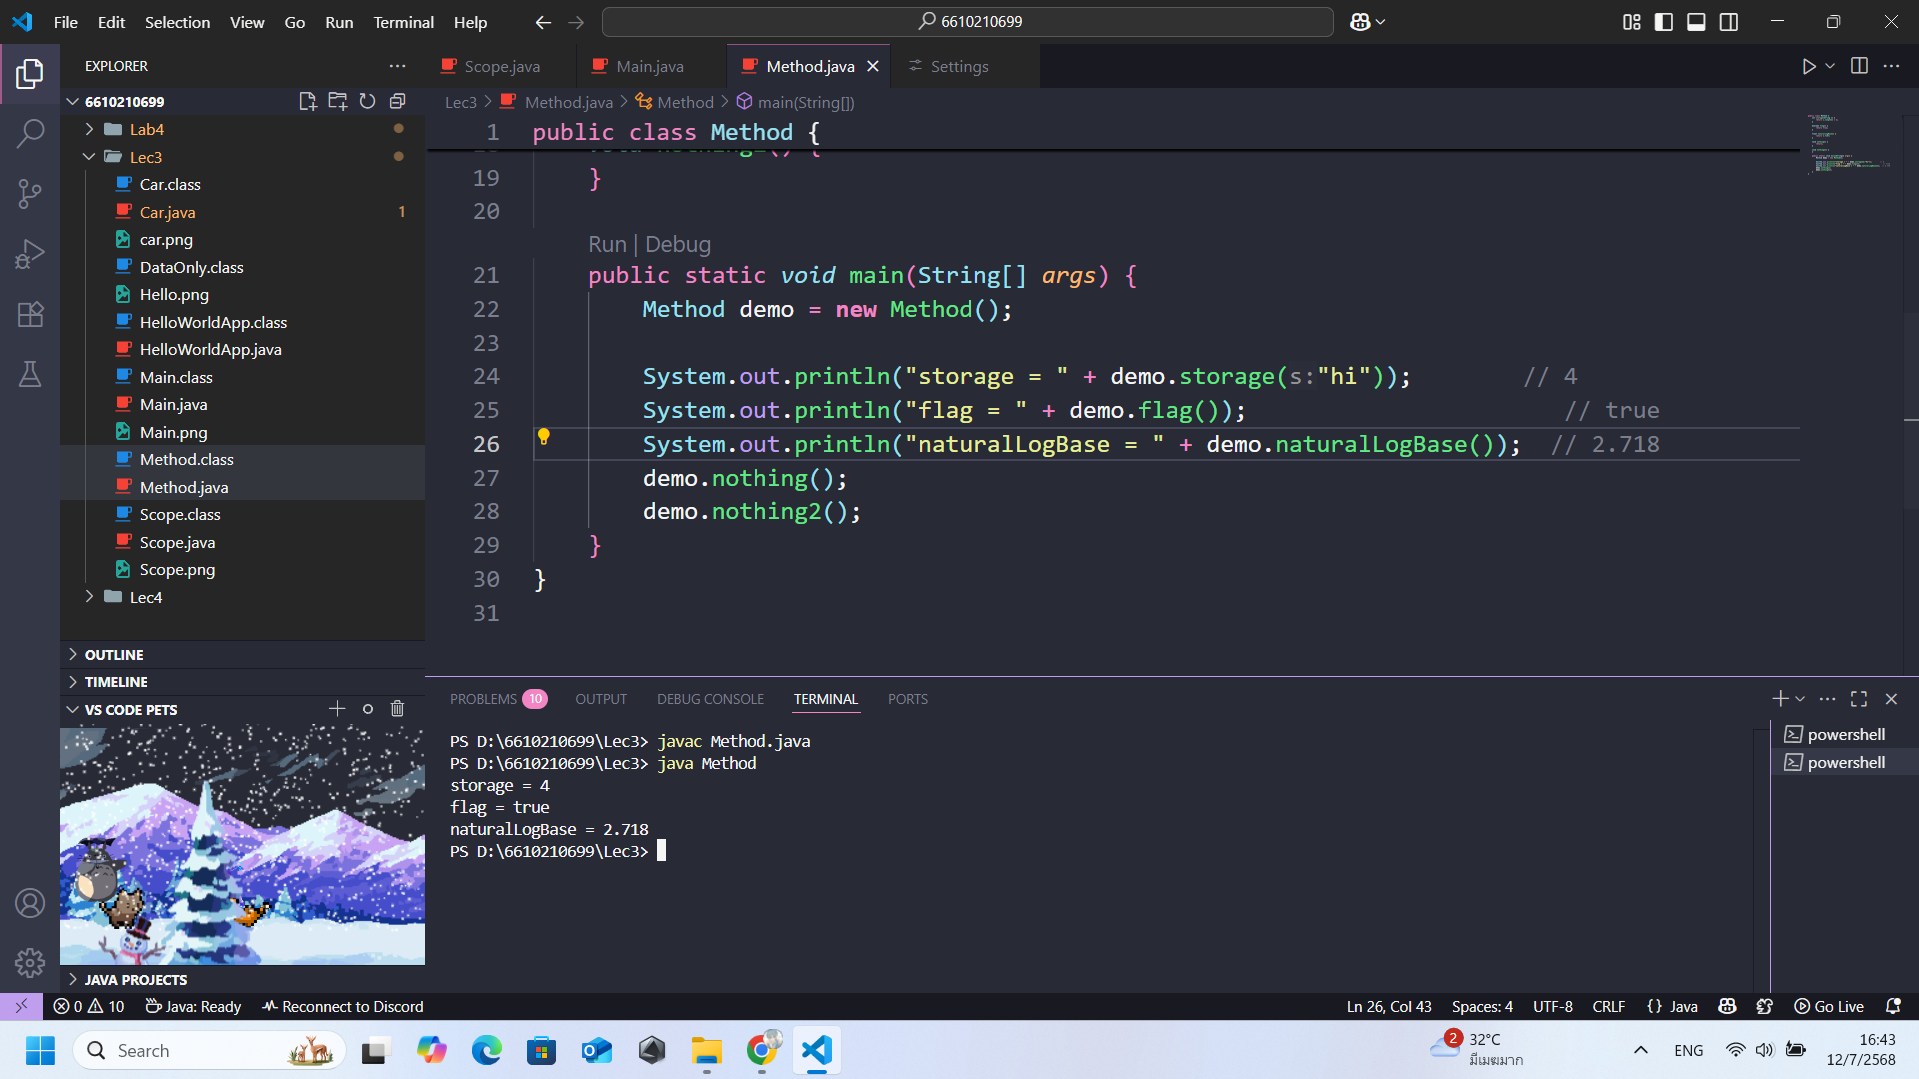 File Edit Selection View Go Run Terminal Help
6610210699
EXPLORER
6610210699
Lab4
Lec3
Car.class
Car.java 1
car.png
DataOnly.class
Hello.png
HelloWorldApp.class
HelloWorldApp.java
Main.class
Main.java
Main.png
Method.class
Method.java
Scope.class
Scope.java
Scope.png
Lec4
OUTLINE
TIMELINE
VS CODE PETS
JAVA PROJECTS
Scope.java Main.java Method.java Settings
Lec3 > Method.java > Method > main(String[])
1 public class Method {
19 }
20
Run | Debug
21 public static void main(String[] args) {
22 Method demo = new Method();
23
24 System.out.println("storage = " + demo.storage(s:"hi")); // 4
25 System.out.println("flag = " + demo.flag()); // true
26 System.out.println("naturalLogBase = " + demo.naturalLogBase()); // 2.718
27 demo.nothing();
28 demo.nothing2();
29 }
30 }
31
PROBLEMS 10 OUTPUT DEBUG CONSOLE TERMINAL PORTS
PS D:\6610210699\Lec3> javac Method.java
PS D:\6610210699\Lec3> java Method
storage = 4
flag = true
naturalLogBase = 2.718
PS D:\6610210699\Lec3>
powershell
powershell
0 10 Java: Ready Reconnect to Discord
Ln 26, Col 43 Spaces: 4 UTF-8 CRLF {} Java Go Live
Search
2 32°C
มีเมฆมาก
ENG
16:43
12/7/2568